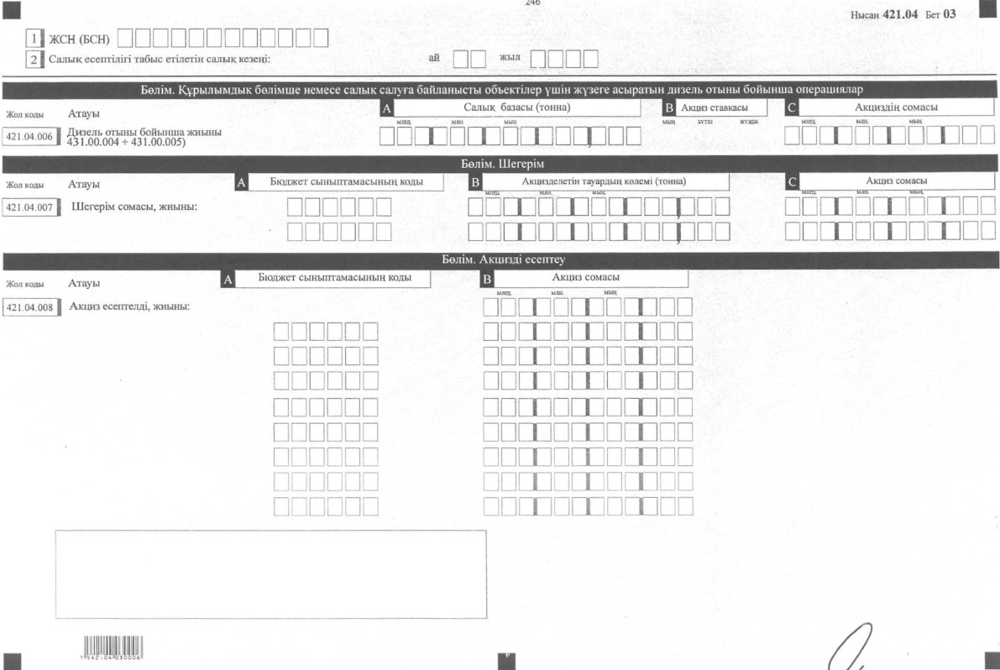 246
Нысан 421.04 Бет 03
1 ЖСН (БСН)
2 Салық есептілігі табыс етілетін салық кезеңі: ай жыл
Бөлім. Құрылымдық бөлімше немесе салық салуға байланысты объектілер үшін жүзеге асыратын дизель отыны бойынша операциялар
Жол коды Атауы A Салық базасы (тонна) B Акциз ставкасы C Акциздің сомасы
млрд. млн. мың мың бүтін жүздік млрд. млн. мың
421.04.006 Дизель отыны бойынша жиыны
431.00.004 + 431.00.005)
Бөлім. Шегерім
Жол коды Атауы A Бюджет сыныптамасының коды B Акцизделетін тауардың көлемі (тонна) C Акциз сомасы
млрд. млн. мың млрд. млн. мың
421.04.007 Шегерім сомасы, жиыны:
Бөлім. Акцизді есептеу
Жол коды Атауы A Бюджет сыныптамасының коды B Акциз сомасы
млрд. млн. мың
421.04.008 Акциз есептелді, жиыны:
1542104030006